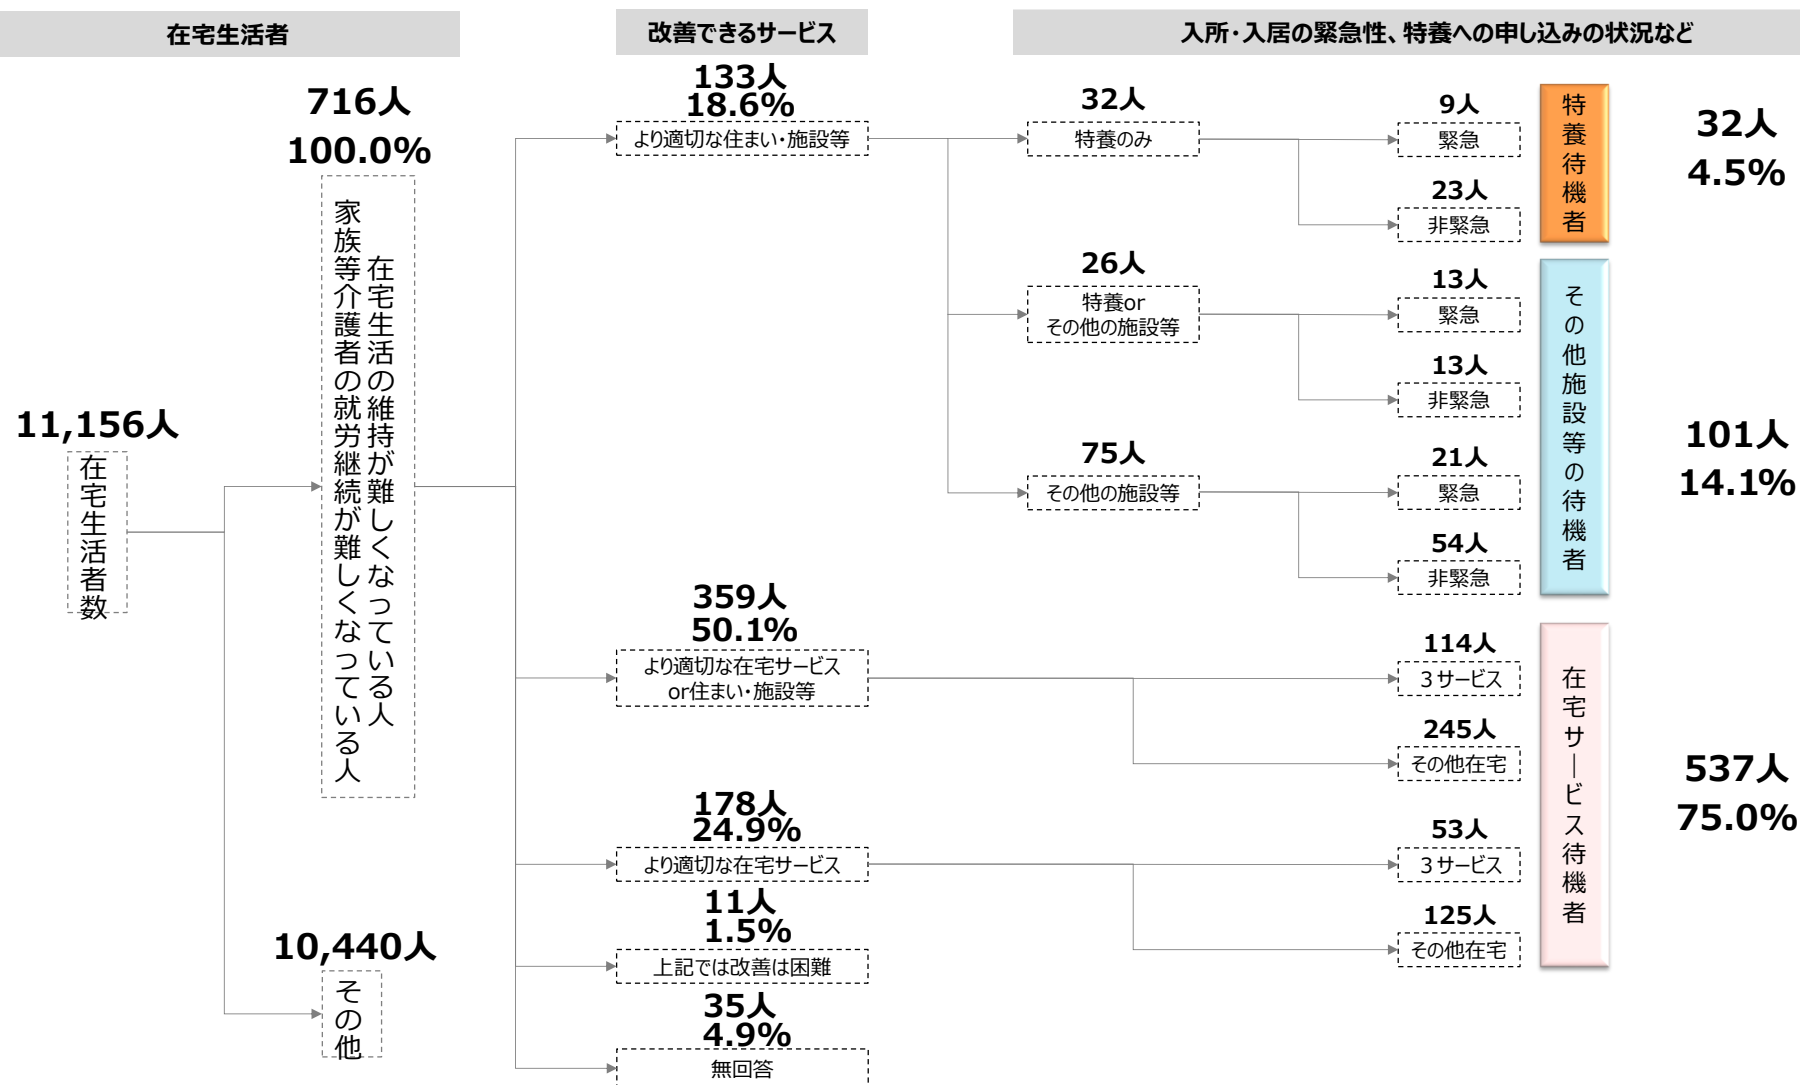 在宅生活者
改善できるサービス
入所・入居の緊急性、特養への申し込みの状況など
11,156人
在宅生活者数
716人
100.0%
在宅生活の維持が難しくなっている人
家族等介護者の就労継続が難しくなっている人
10,440人
その他
133人
18.6%
より適切な住まい・施設等
359人
50.1%
より適切な在宅サービス
or住まい・施設等
178人
24.9%
より適切な在宅サービス
11人
1.5%
上記では改善は困難
35人
4.9%
無回答
32人
特養のみ
26人
特養or
その他の施設等
75人
その他の施設等
9人
緊急
23人
非緊急
13人
緊急
13人
非緊急
21人
緊急
54人
非緊急
114人
3サービス
245人
その他在宅
53人
3サービス
125人
その他在宅
特養待機者
32人
4.5%
その他施設等の待機者
101人
14.1%
在宅サービス待機者
537人
75.0%